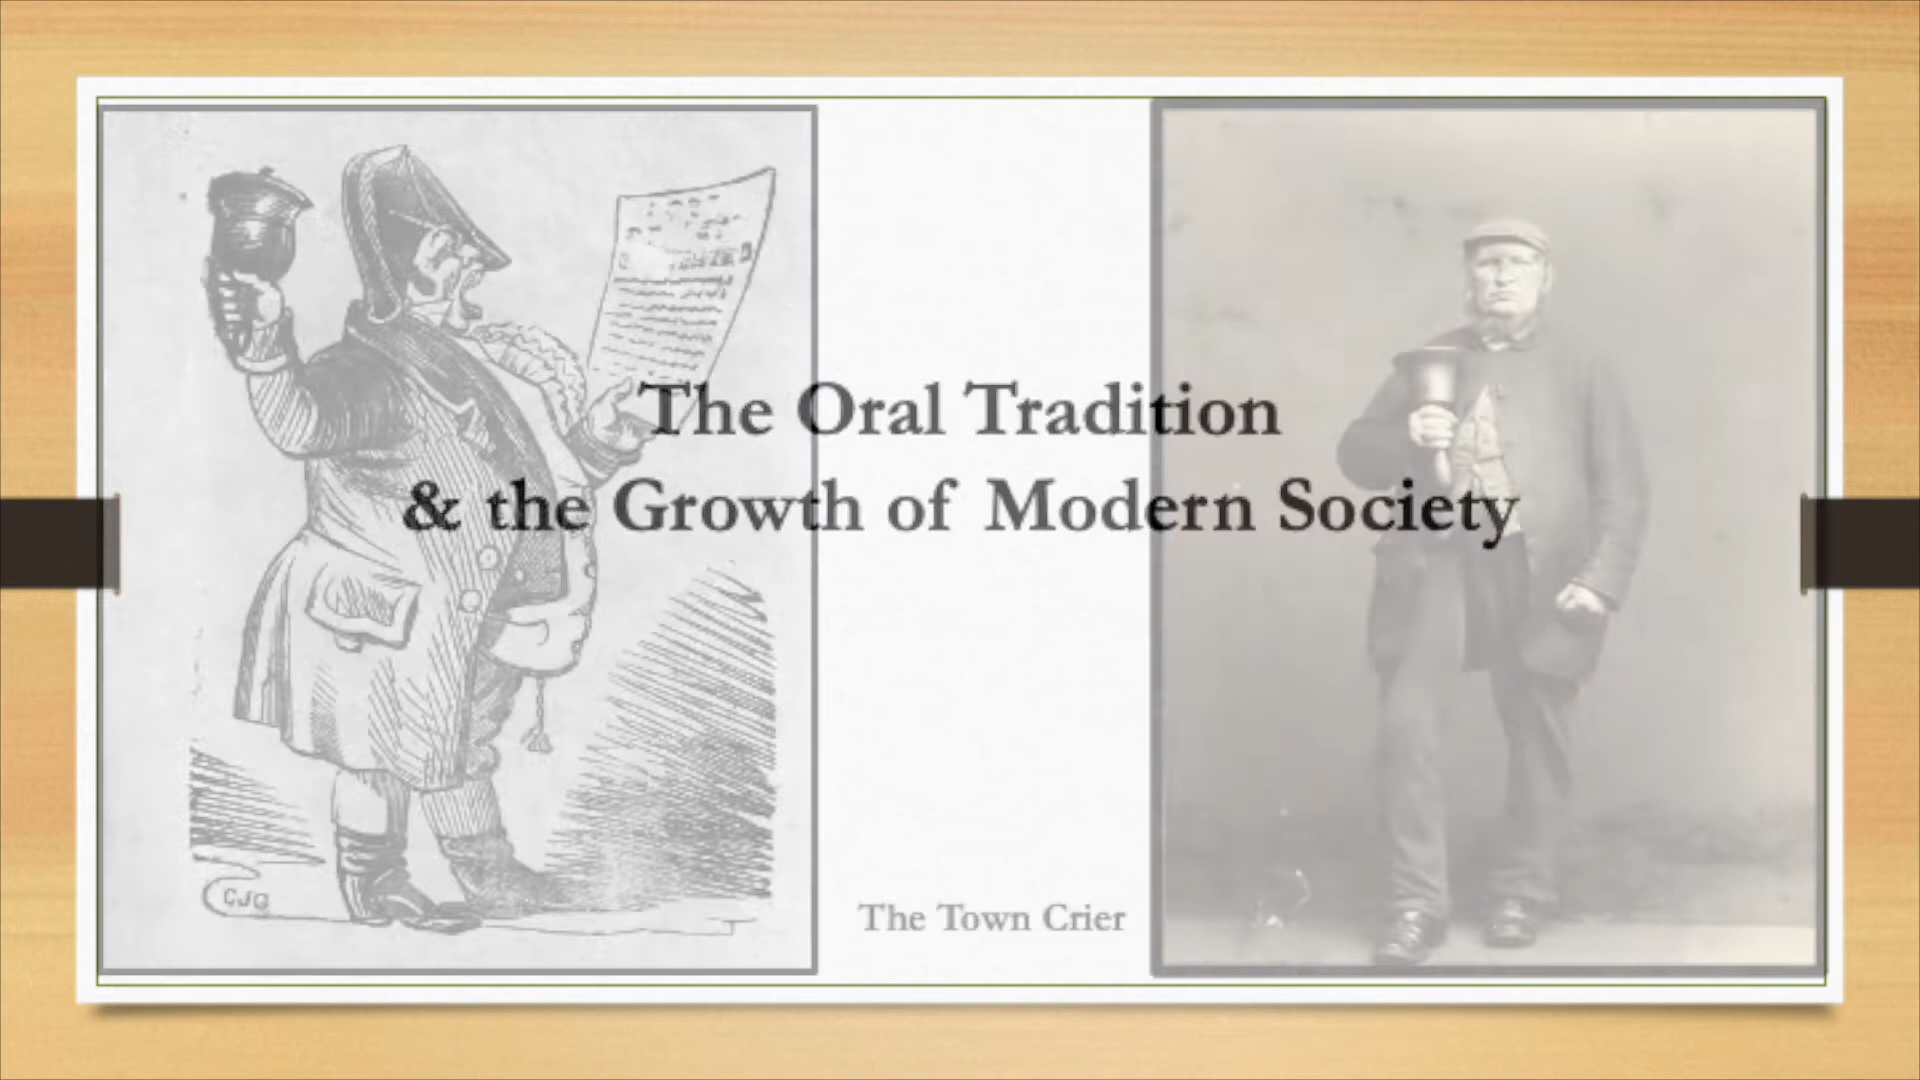 The Oral Tradition
& the Growth of Modern Society
CJG
The Town Crier